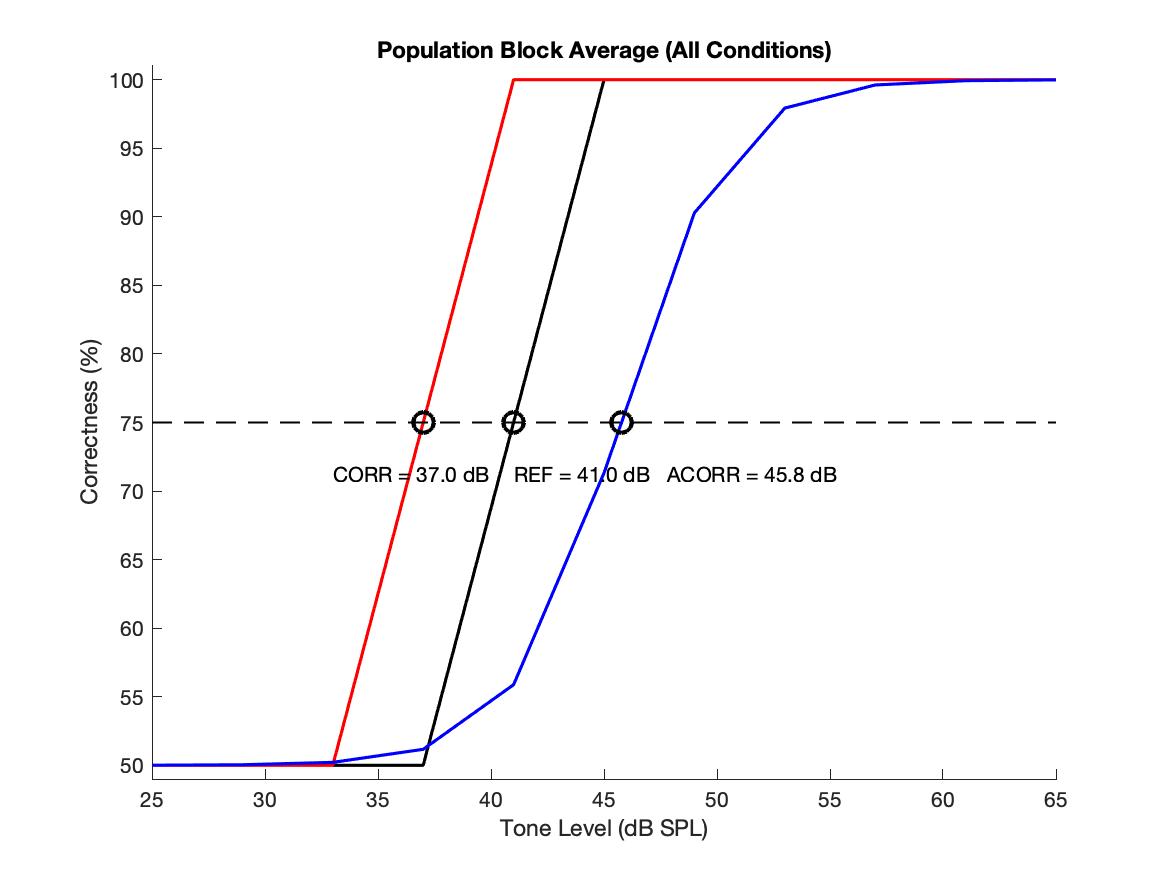 Population Block Average (All Conditions)
100
95
90
85
80
75
70
65
60
55
50
Correctness (%)
CORR = 37.0 dB REF = 41.0 dB ACORR = 45.8 dB
25 30 35 40 45 50 55 60 65
Tone Level (dB SPL)